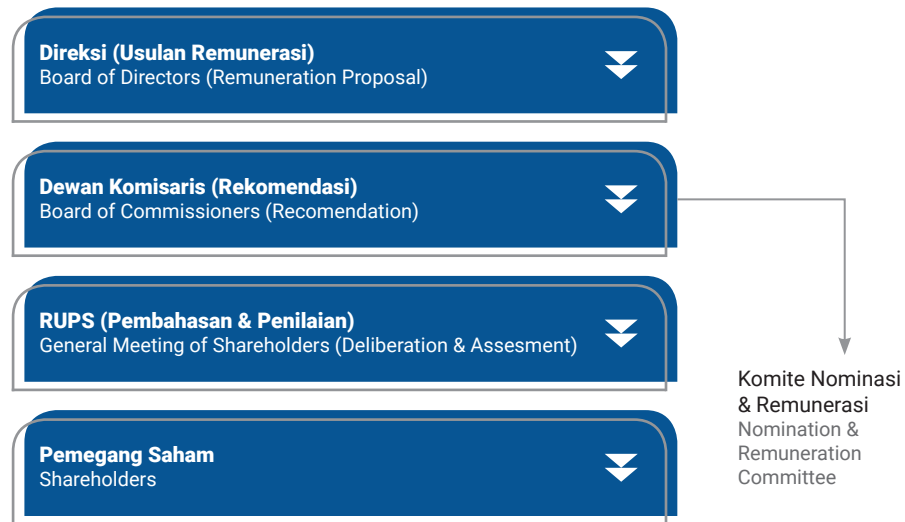 Direksi (Usulan Remunerasi)
Board of Directors (Remuneration Proposal)
Dewan Komisaris (Rekomendasi)
Board of Commissioners (Recomendation)
RUPS (Pembahasan & Penilaian)
General Meeting of Shareholders (Deliberation & Assesment)
Komite Nominasi
& Remunerasi
Nomination &
Remuneration
Committee
Pemegang Saham
Shareholders